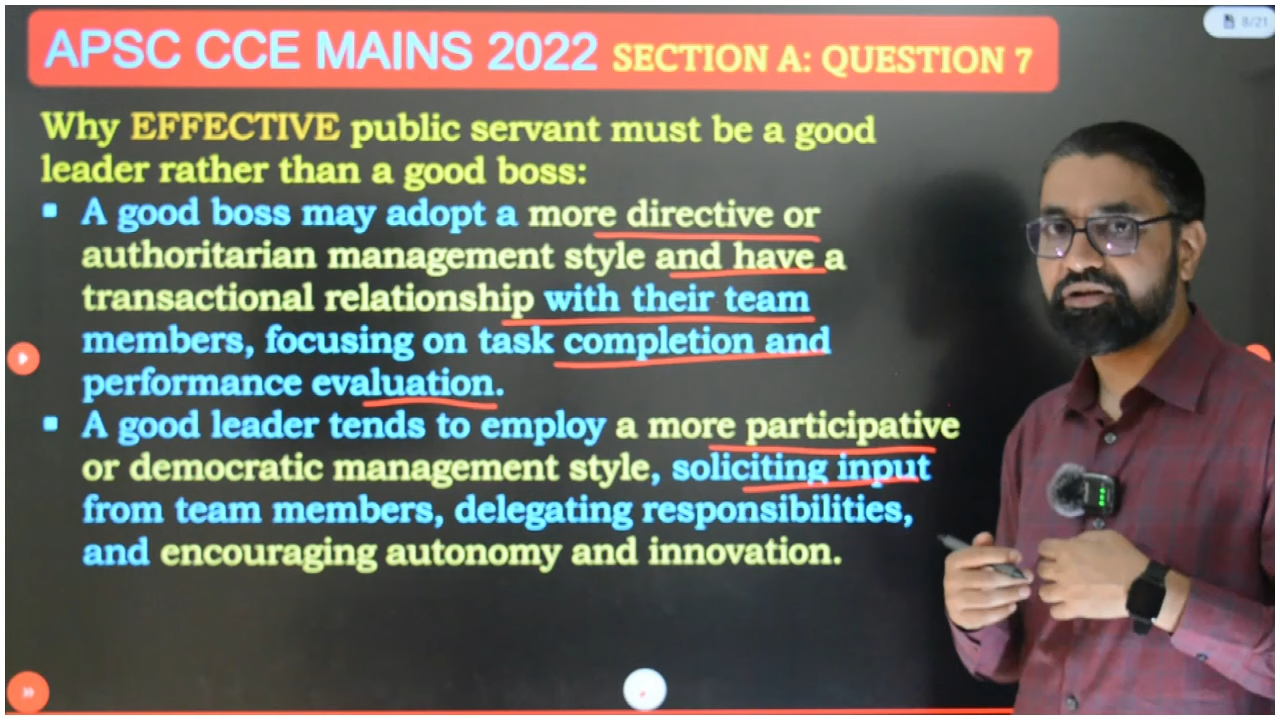 APSC CCE MAINS 2022 SECTION A: QUESTION 7
8/21
Why EFFECTIVE public servant must be a good
leader rather than a good boss:
▪ A good boss may adopt a more directive or
authoritarian management style and have a
transactional relationship with their team
members, focusing on task completion and
performance evaluation.
▪ A good leader tends to employ a more participative
or democratic management style, soliciting input
from team members, delegating responsibilities,
and encouraging autonomy and innovation.